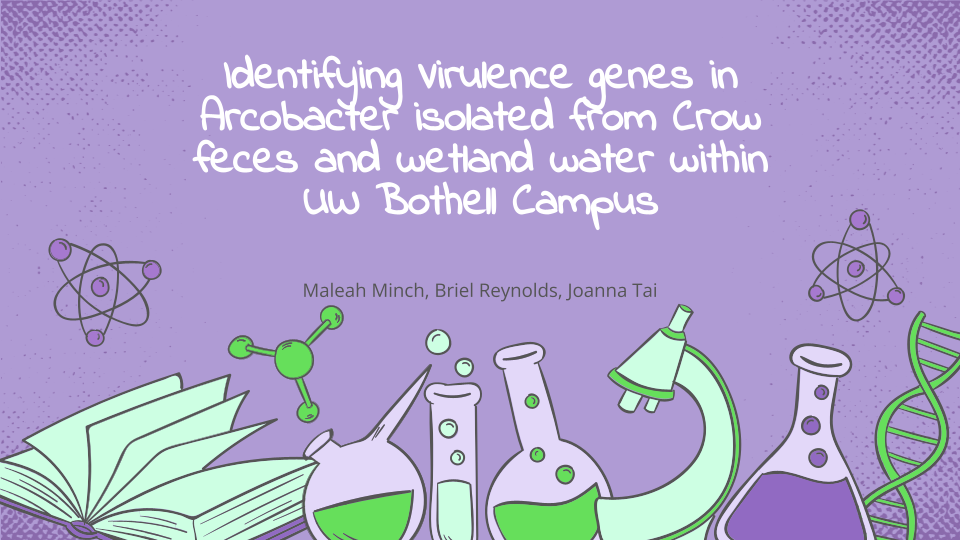 Identifying virulence genes in
Arcobacter isolated from Crow
feces and wetland water within
UW Bothell Campus
Maleah Minch, Briel Reynolds, Joanna Tai